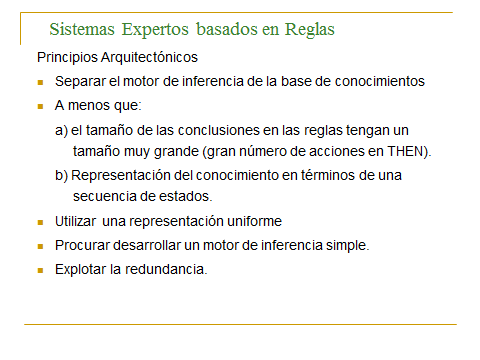 Sistemas Expertos basados en Reglas
Principios Arquitectónicos
Separar el motor de inferencia de la base de conocimientos
A menos que:
a) el tamaño de las conclusiones en las reglas tengan un
tamaño muy grande (gran número de acciones en THEN).
b) Representación del conocimiento en términos de una
secuencia de estados.
Utilizar una representación uniforme
Procurar desarrollar un motor de inferencia simple.
Explotar la redundancia.